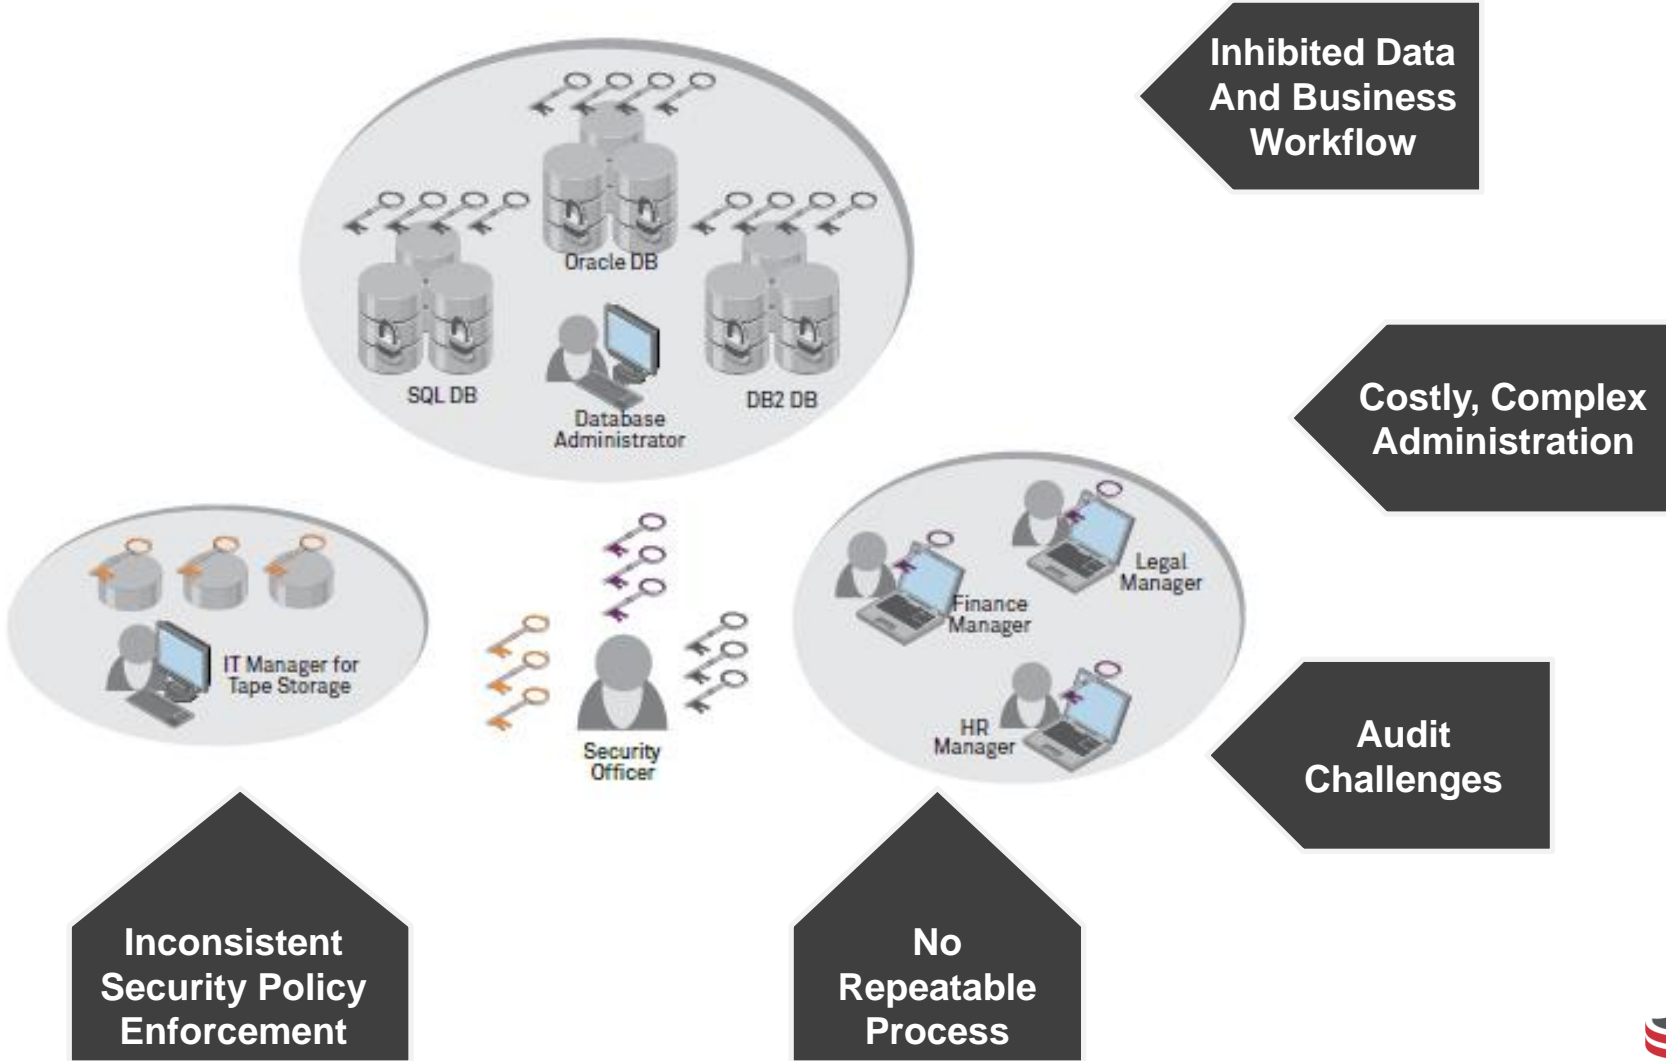 Inhibited Data
And Business
Workflow
Oracle DB
SQL DB
DB2 DB
Database
Administrator
Costly, Complex
Administration
Legal
Manager
Finance
Manager
HR
Manager
IT Manager for
Tape Storage
Security
Officer
Audit
Challenges
Inconsistent
Security Policy
Enforcement
No
Repeatable
Process